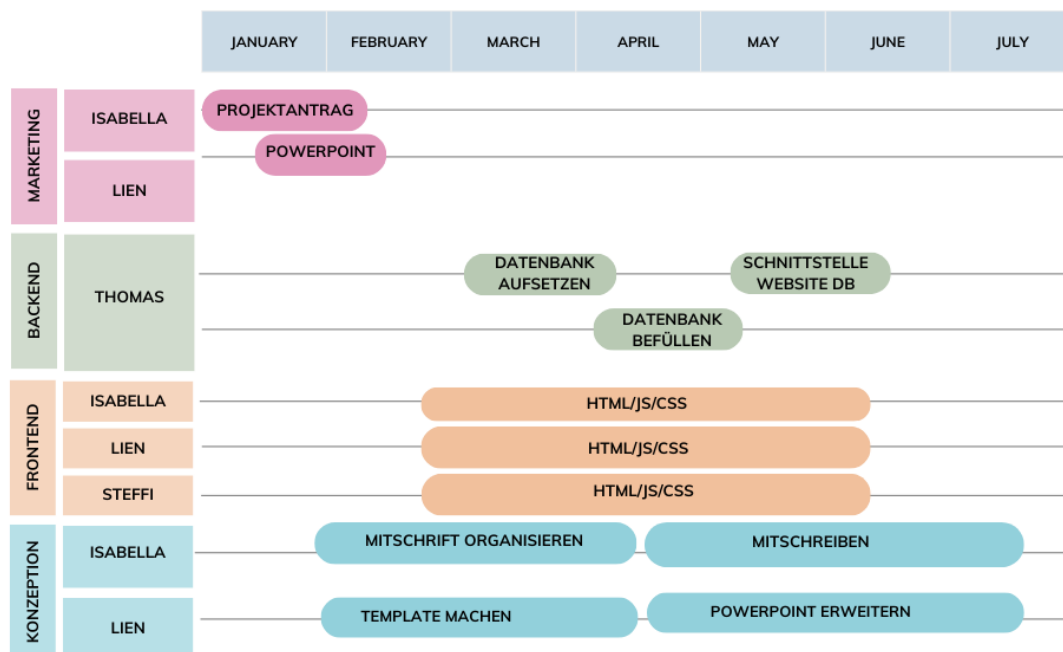 JANUARY
FEBRUARY
MARCH
APRIL
MAY
JUNE
JULY
MARKETING
ISABELLA
PROJEKTANTRAG
POWERPOINT
LIEN
BACKEND
THOMAS
DATENBANK
AUFSETZEN
SCHNITTSTELLE
WEBSITE DB
DATENBANK
BEFÜLLEN
FRONTEND
ISABELLA
HTML/JS/CSS
LIEN
HTML/JS/CSS
STEFFI
HTML/JS/CSS
KONZEPTION
ISABELLA
MITSCHRIFT ORGANISIEREN
MITSCHREIBEN
LIEN
TEMPLATE MACHEN
POWERPOINT ERWEITERN